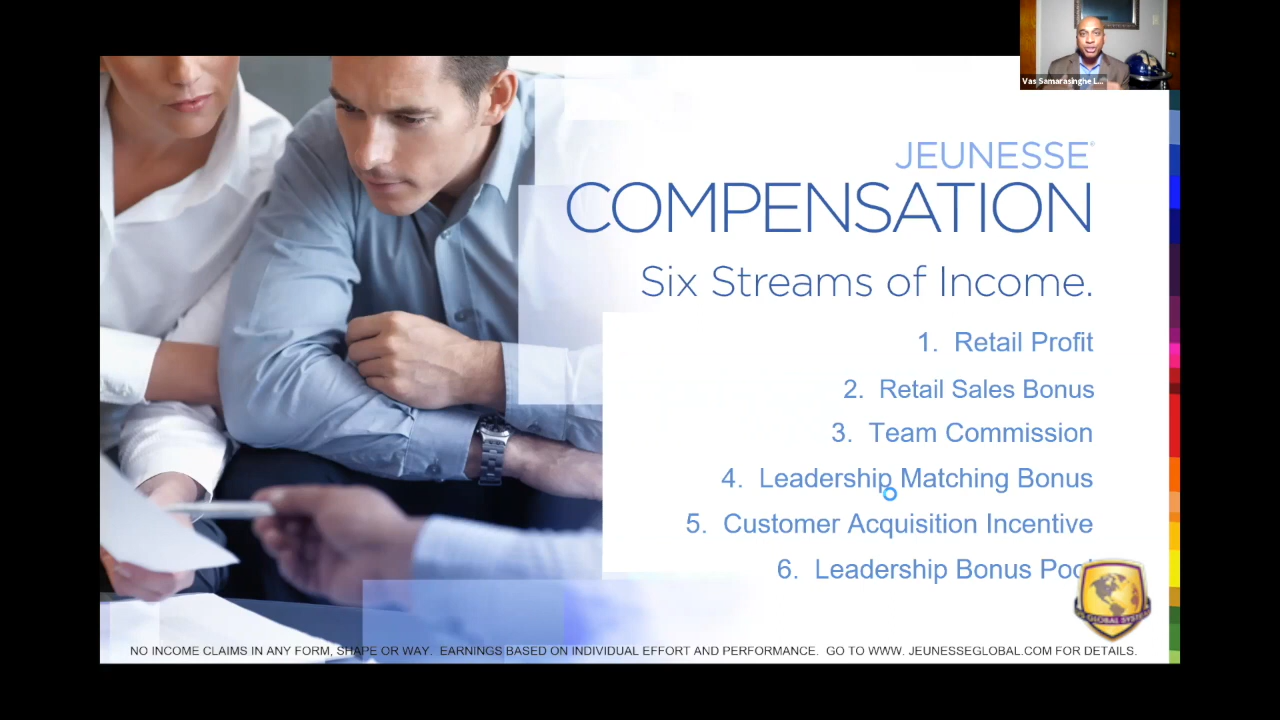 Vas Samarasinghe L...
JEUNESSE®
COMPENSATION
Six Streams of Income.
1. Retail Profit
2. Retail Sales Bonus
3. Team Commission
4. Leadership Matching Bonus
5. Customer Acquisition Incentive
6. Leadership Bonus Poo
GLOBAL
NO INCOME CLAIMS IN ANY FORM, SHAPE OR WAY. EARNINGS BASED ON INDIVIDUAL EFFORT AND PERFORMANCE. GO TO WWW. JEUNESSEGLOBAL.COM FOR DETAILS.